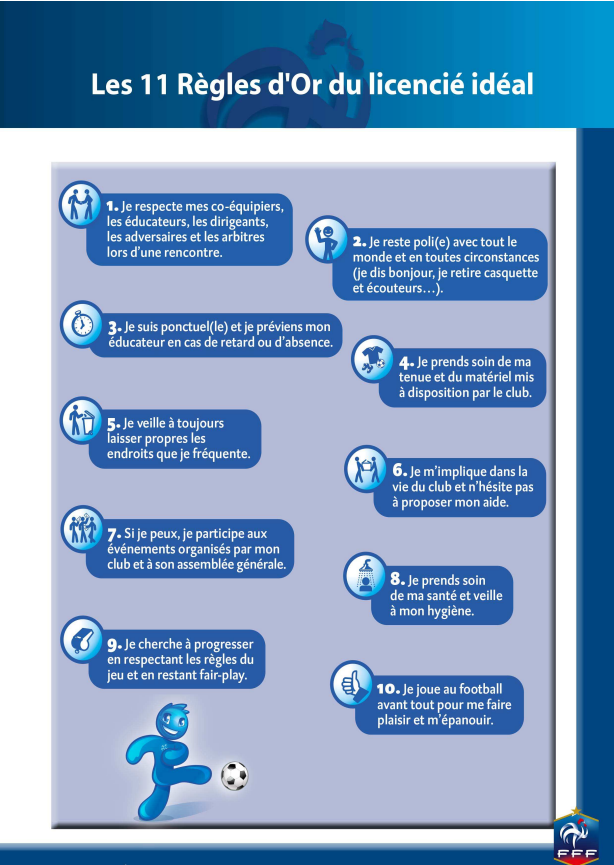 Les 11 Règles d'Or du licencié idéal
1. Je respecte mes co-équipiers,
les éducateurs, les dirigeants,
les adversaires et les arbitres
lors d'une rencontre.
2. Je reste poli(e) avec tout le
monde et en toutes circonstances
(je dis bonjour, je retire casquette
et écouteurs…).
3. Je suis ponctuel(le) et je préviens mon
éducateur en cas de retard ou d'absence.
4. Je prends soin de ma
tenue et du matériel mis
à disposition par le club.
5. Je veille à toujours
laisser propres les
endroits que je fréquente.
6. Je m'implique dans la
vie du club et n'hésite pas
à proposer mon aide.
7. Si je peux, je participe aux
événements organisés par mon
club et à son assemblée générale.
8. Je prends soin
de ma santé et veille
à mon hygiène.
9. Je cherche à progresser
en respectant les règles du
jeu et en restant fair-play.
10. Je joue au football
avant tout pour me faire
plaisir et m'épanouir.
FFF